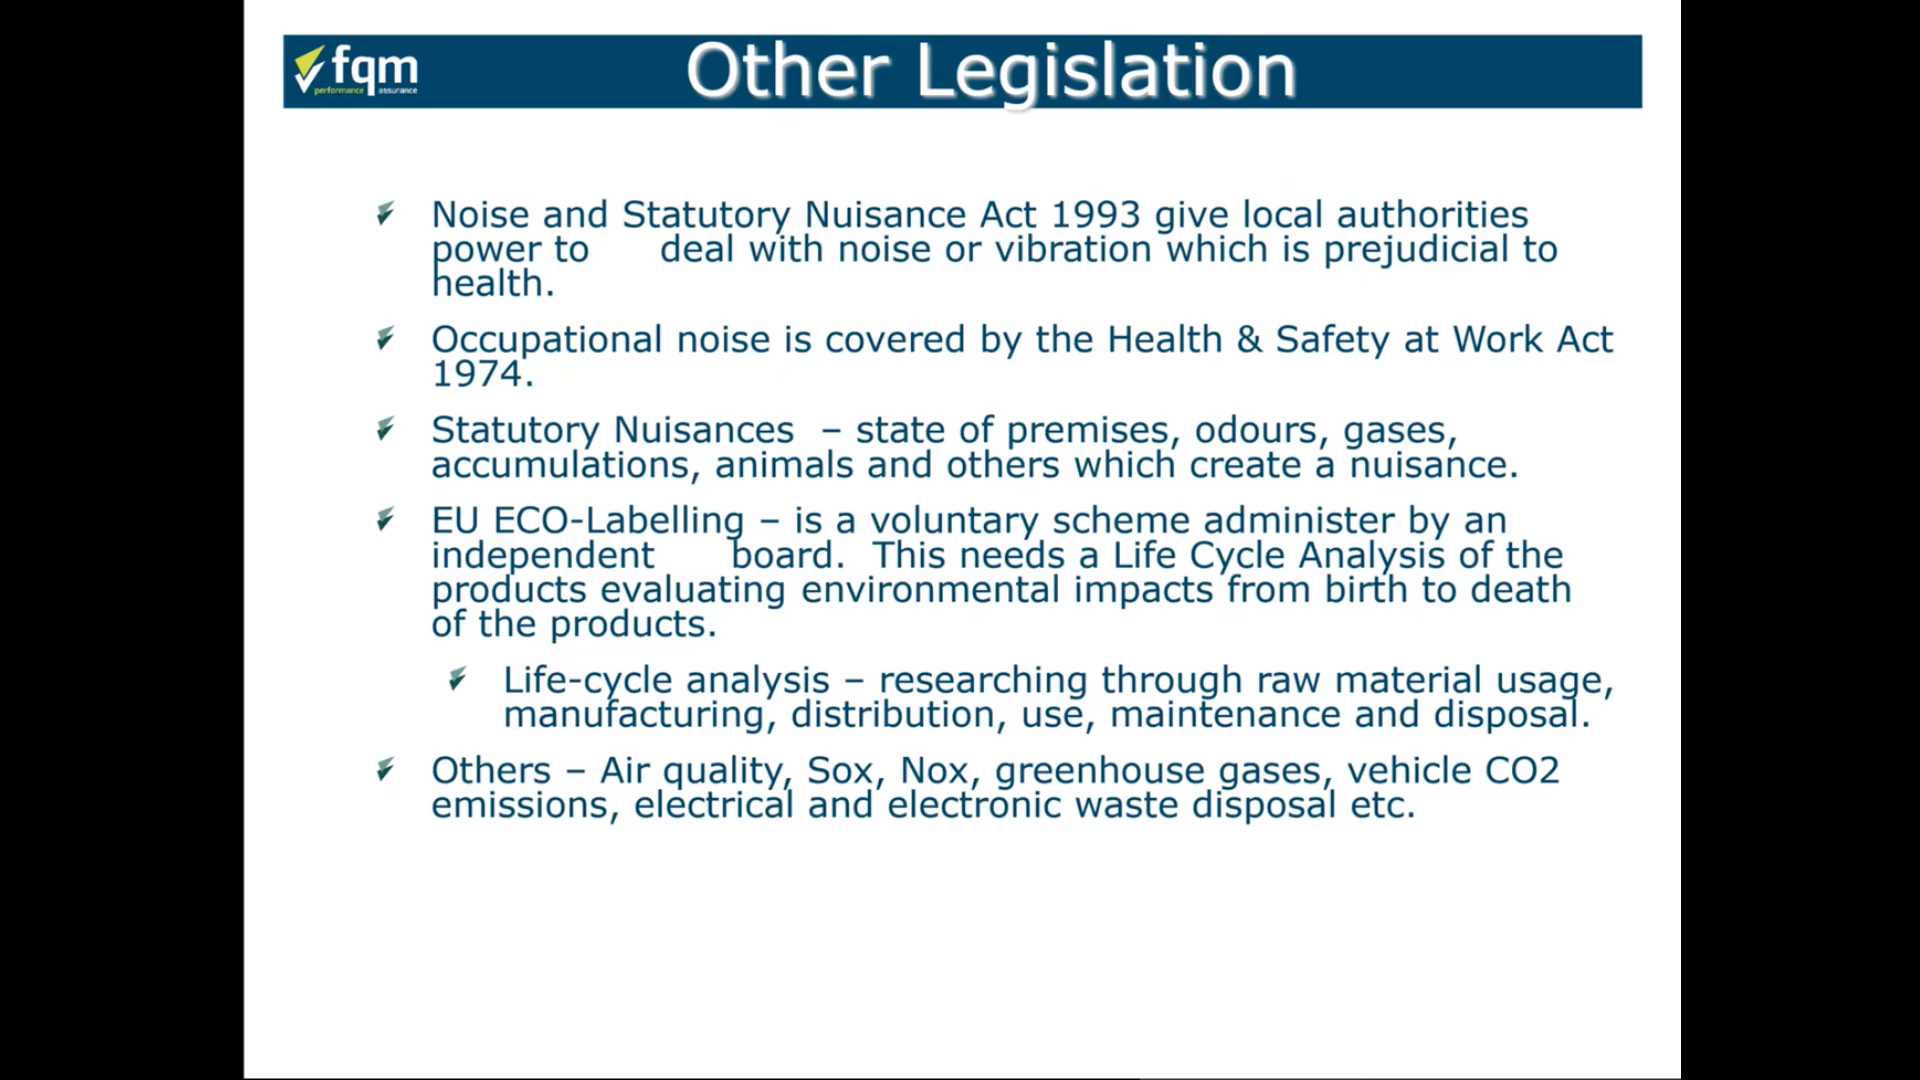 fqm
performance assurance
Other Legislation
Noise and Statutory Nuisance Act 1993 give local authorities
power to deal with noise or vibration which is prejudicial to
health.
Occupational noise is covered by the Health & Safety at Work Act
1974.
Statutory Nuisances – state of premises, odours, gases,
accumulations, animals and others which create a nuisance.
EU ECO-Labelling – is a voluntary scheme administer by an
independent board. This needs a Life Cycle Analysis of the
products evaluating environmental impacts from birth to death
of the products.
Life-cycle analysis – researching through raw material usage,
manufacturing, distribution, use, maintenance and disposal.
Others – Air quality, Sox, Nox, greenhouse gases, vehicle CO2
emissions, electrical and electronic waste disposal etc.